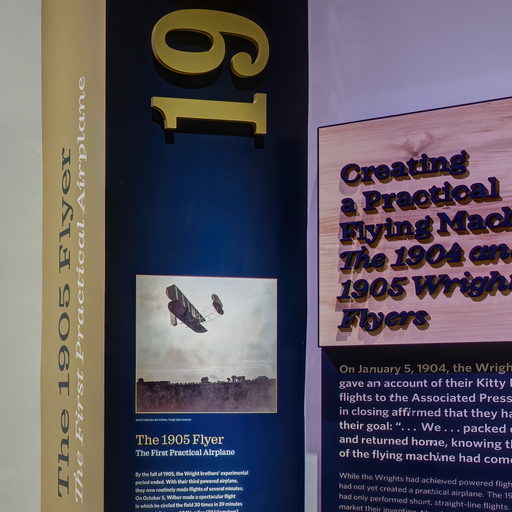 19
The 1905 Flyer
The First Practical Airplane
The 1905 Flyer
The First Practical Airplane
By the fall of 1905, the Wright brothers' experimental
period ended. With their third powered airplane,
they now routinely made flights of several minutes.
On October 5, Wilbur made a spectacular flight
in which he circled the field 30 times in 39 minutes
Creating
a Practical
Flying Mach
The 1904 an
1905 Wright
Flyers
On January 5, 1904, the Wrigh
gave an account of their Kitty
flights to the Associated Press
in closing affirmed that they ha
their goal: “... We ... packed
and returned home, knowing th
of the flying machine had com
While the Wrights had achieved powered flight
had not yet created a practical airplane. The 19
had only performed short, straight-line flights.
market their invention